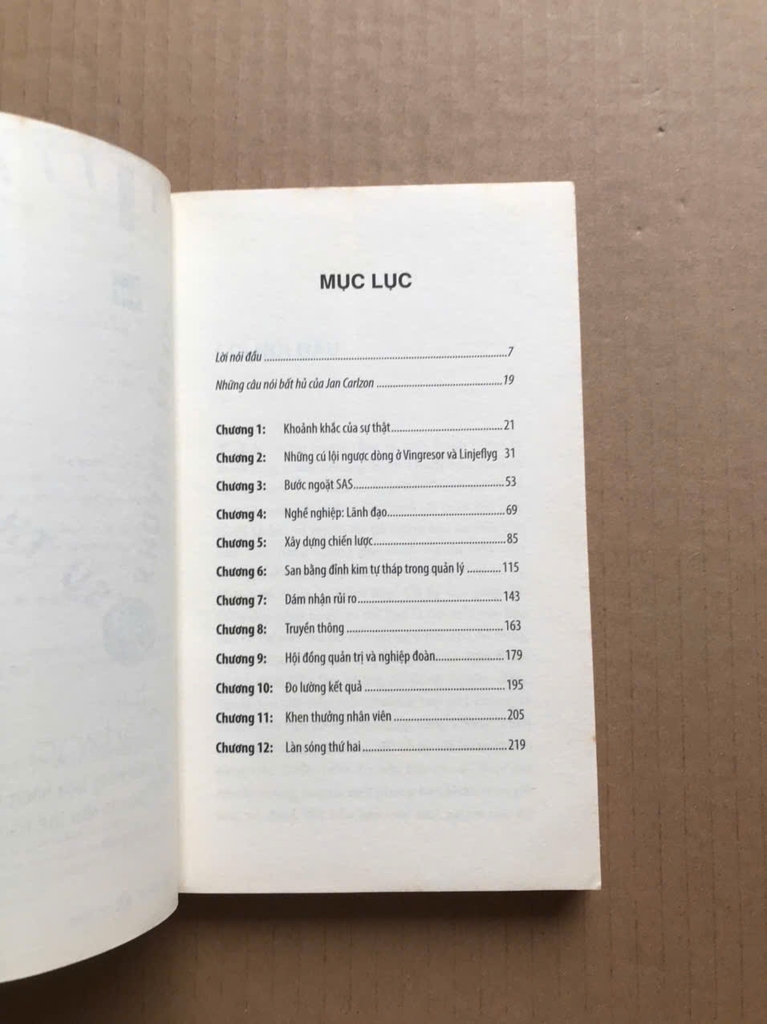 MỤC LỤC
Lời nói đầu ........................................................................................7
Những câu nói bất hủ của Jan Carlzon .............................................19
Chương 1: Khoảnh khắc của sự thật........................................21
Chương 2: Những cú lội ngược dòng ở Vingresor và Linjeflyg 31
Chương 3: Bước ngoặt SAS.....................................................53
Chương 4: Nghề nghiệp: Lãnh đạo.........................................69
Chương 5: Xây dựng chiến lược..............................................85
Chương 6: San bằng đỉnh kim tự tháp trong quản lý ...........115
Chương 7: Dám nhận rủi ro..................................................143
Chương 8: Truyền thông ......................................................163
Chương 9: Hội đồng quản trị và nghiệp đoàn.......................179
Chương 10: Đo lường kết quả ................................................195
Chương 11: Khen thưởng nhân viên .......................................205
Chương 12: Làn sóng thứ hai..................................................219